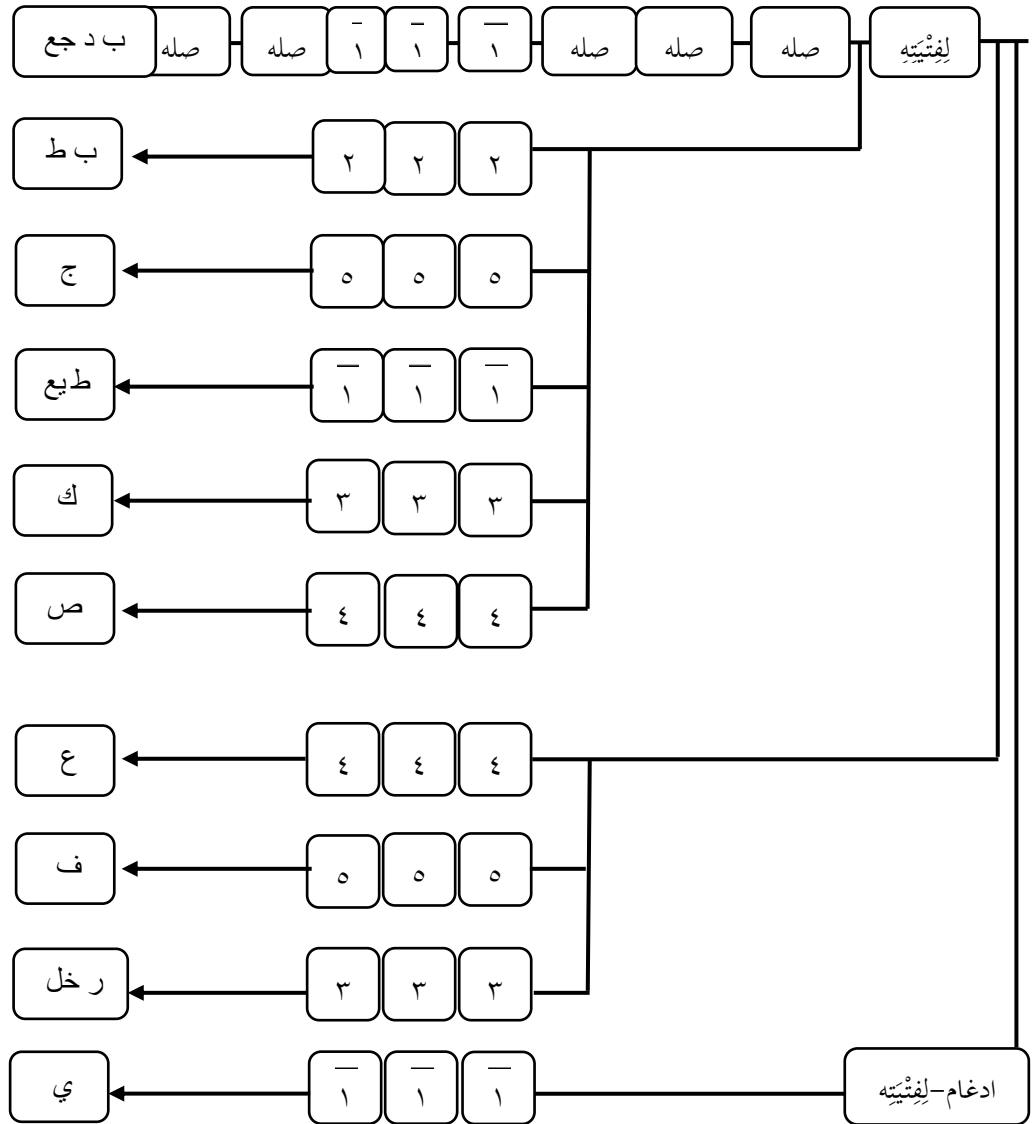 لِفِتْيَتِهِ صله صله صله ١ ١ ١ صله صله ب د جع
٢ ٢ ٢ ب ط
٥ ٥ ٥ ج
١ ١ ١ ط يع
٣ ٣ ٣ ك
٤ ٤ ٤ ص
٤ ٤ ٤ ع
٥ ٥ ٥ ف
٣ ٣ ٣ ر خل
ادغام-لِفِتْيَتِه ١ ١ ١ ي